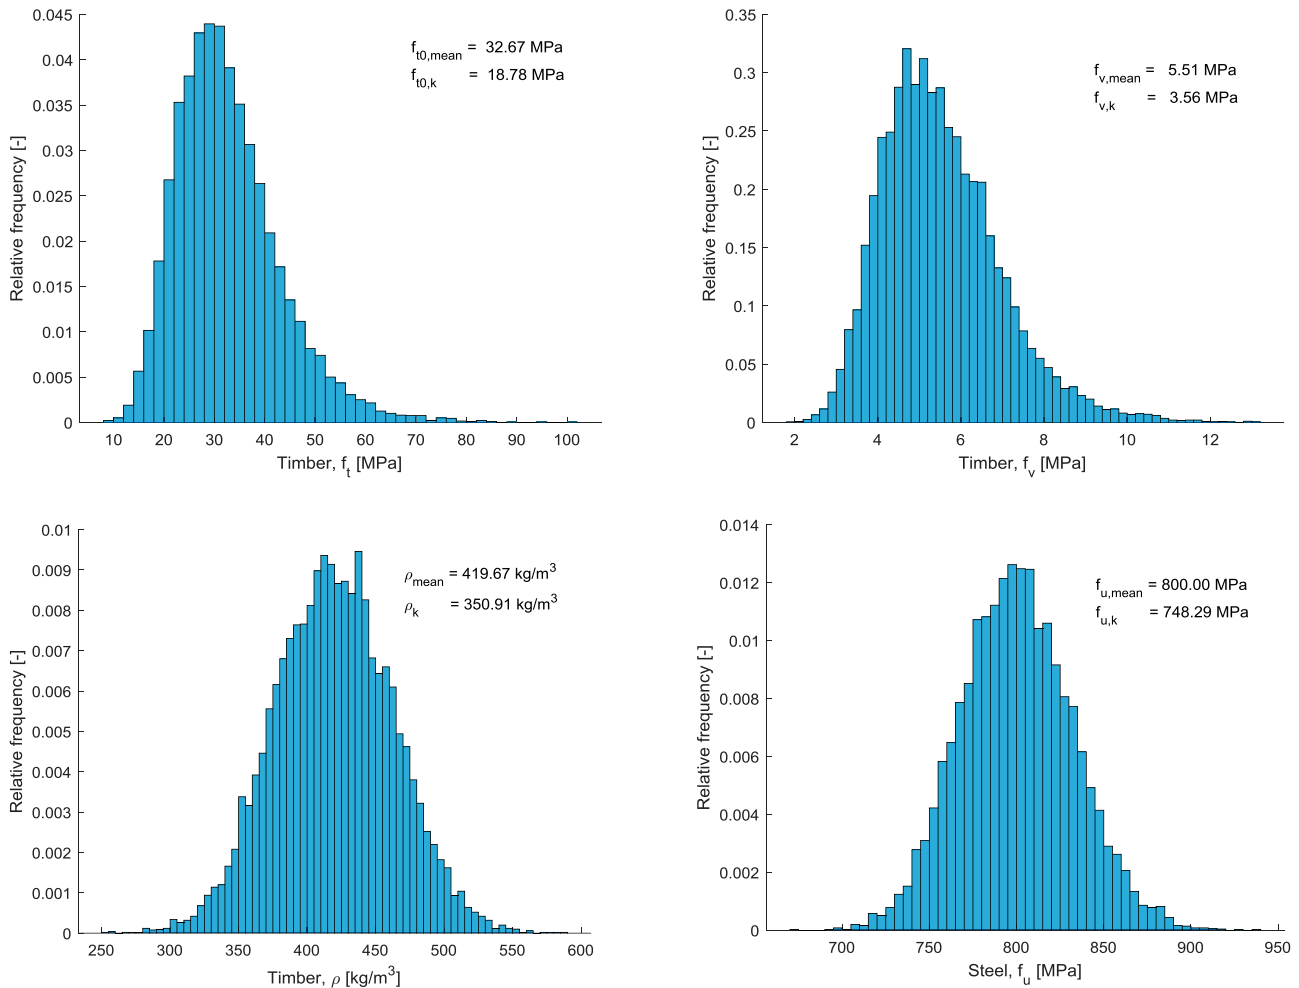 0.045
0.04
0.035
0.03
0.025
0.02
0.015
0.01
0.005
0
Relative frequency [-]
f_t0,mean = 32.67 MPa
f_t0,k = 18.78 MPa
10 20 30 40 50 60 70 80 90 100
Timber, f_t [MPa]
0.35
0.3
0.25
0.2
0.15
0.1
0.05
0
Relative frequency [-]
f_v,mean = 5.51 MPa
f_v,k = 3.56 MPa
2 4 6 8 10 12
Timber, f_v [MPa]
0.01
0.009
0.008
0.007
0.006
0.005
0.004
0.003
0.002
0.001
0
Relative frequency [-]
ρ_mean = 419.67 kg/m³
ρ_k = 350.91 kg/m³
250 300 350 400 450 500 550 600
Timber, ρ [kg/m³]
0.014
0.012
0.01
0.008
0.006
0.004
0.002
0
Relative frequency [-]
f_u,mean = 800.00 MPa
f_u,k = 748.29 MPa
700 750 800 850 900 950
Steel, f_u [MPa]